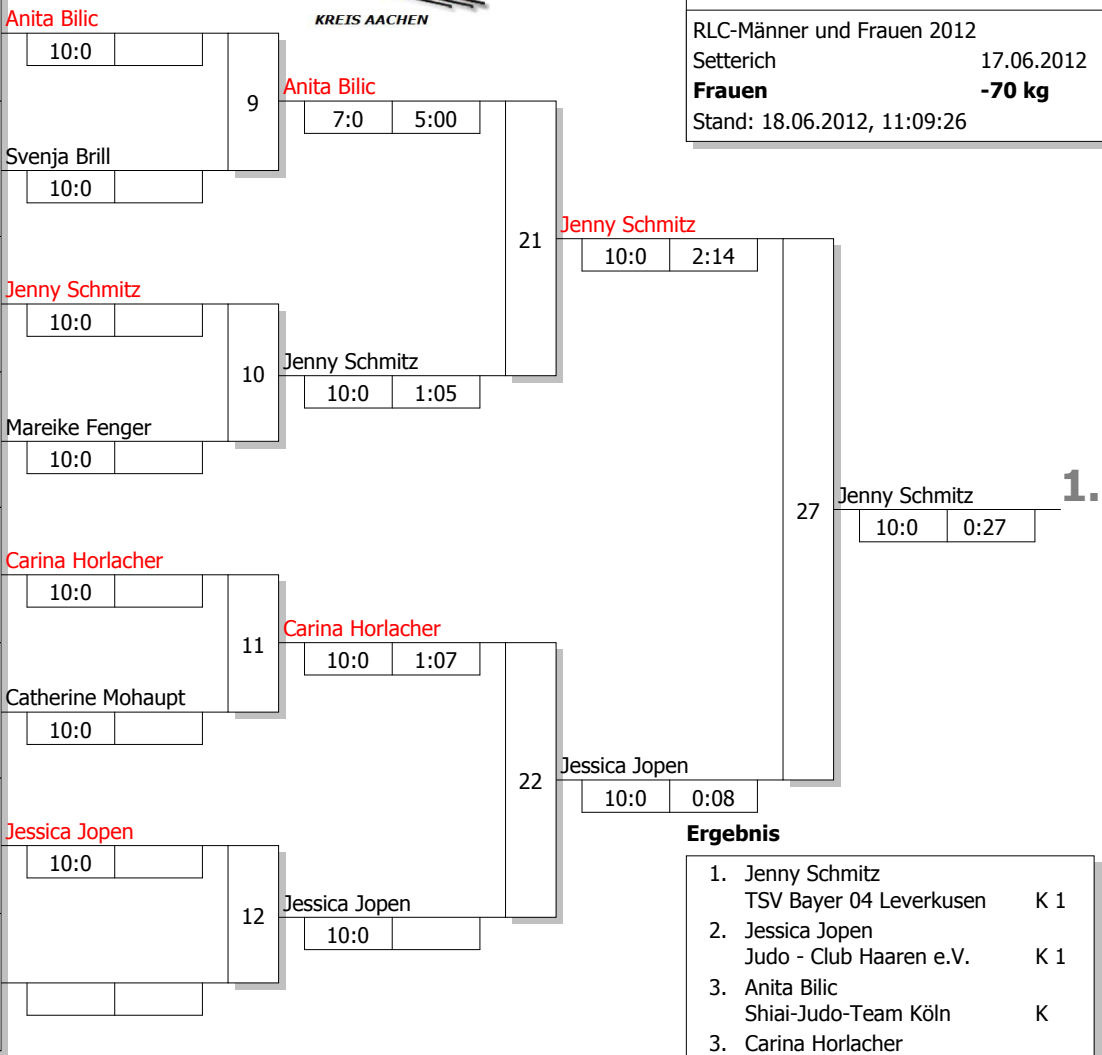 KREIS AACHEN
RLC-Männer und Frauen 2012
Setterich 17.06.2012
Frauen -70 kg
Stand: 18.06.2012, 11:09:26
Anita Bilic
10:0
9
Svenja Brill
10:0
Anita Bilic
7:0 5:00
Jenny Schmitz
10:0
10
Mareike Fenger
10:0
Jenny Schmitz
10:0 1:05
21
Jenny Schmitz
10:0 2:14
Carina Horlacher
10:0
11
Catherine Mohaupt
10:0
Carina Horlacher
10:0 1:07
Jessica Jopen
10:0
12
Jessica Jopen
10:0
22
Jessica Jopen
10:0 0:08
27
Jenny Schmitz
10:0 0:27
1.
Ergebnis
1. Jenny Schmitz
TSV Bayer 04 Leverkusen K 1
2. Jessica Jopen
Judo - Club Haaren e.V. K 1
3. Anita Bilic
Shiai-Judo-Team Köln K
3. Carina Horlacher